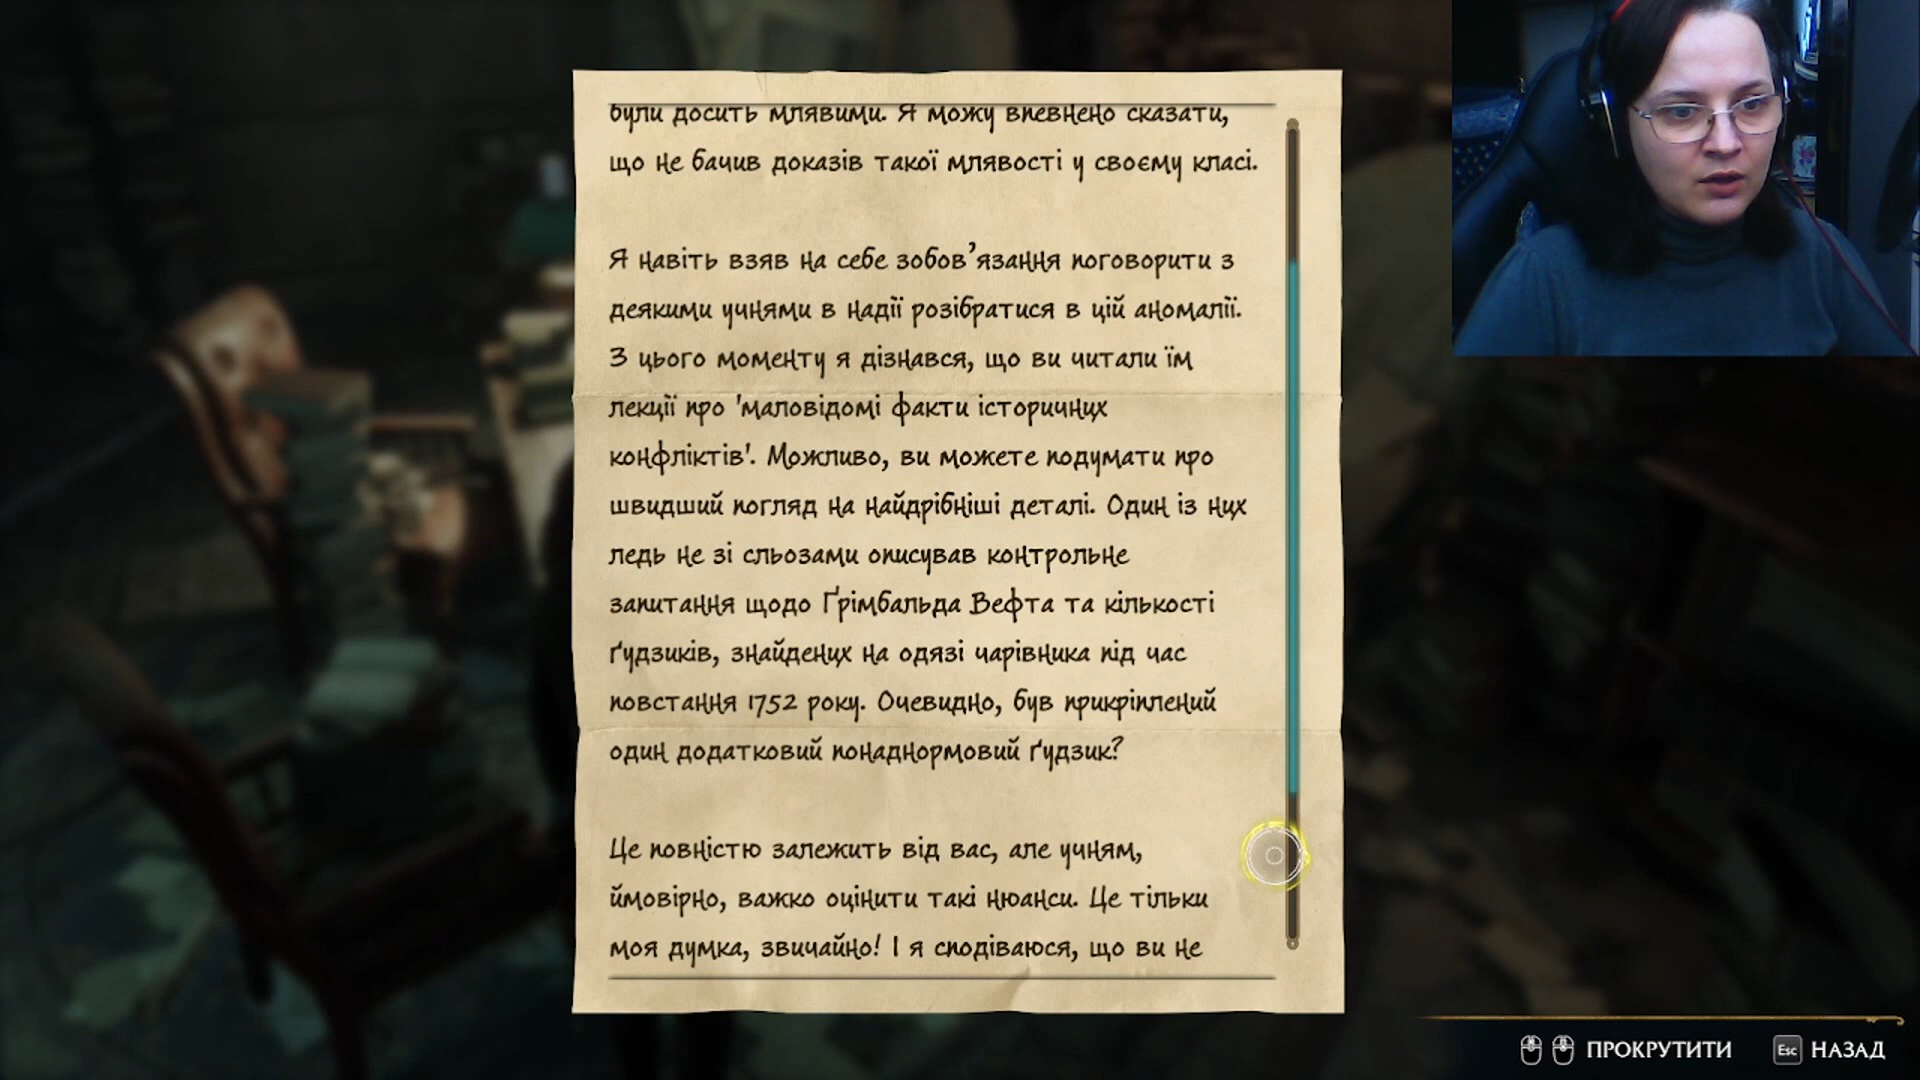 були досить млявими. Я можу впевнено сказати,
що не бачив доказів такої млявості у своєму класі.
Я навіть взяв на себе зобов’язання поговорити з
деякими учнями в надії розібратися в цій аномалії.
З цього моменту я дізнався, що ви читали їм
лекції про 'маловідомі факти історичних
конфліктів'. Можливо, ви можете подумати про
швидший погляд на найдрібніші деталі. Один із них
ледь не зі сльозами описував контрольне
запитання щодо Ґрімбальда Вефта та кількості
ґудзиків, знайдених на одязі чарівника під час
повстання 1752 року. Очевидно, був прикріплений
один додатковий понаднормовий ґудзик?
Це повністю залежить від вас, але учням,
ймовірно, важко оцінити такі нюанси. Це тільки
моя думка, звичайно! І я сподіваюся, що ви не
ПРОКРУТИТИ
Esc НАЗАД